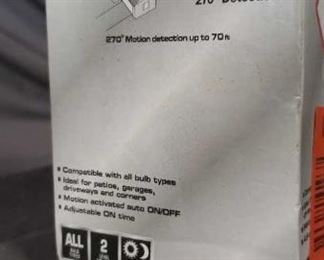 270°
270° Motion detection up to 70 ft
• Compatible with all bulb types
• Ideal for patios, garages,
driveways and corners
• Motion activated auto ON/OFF
• Adjustable ON time
ALL
2